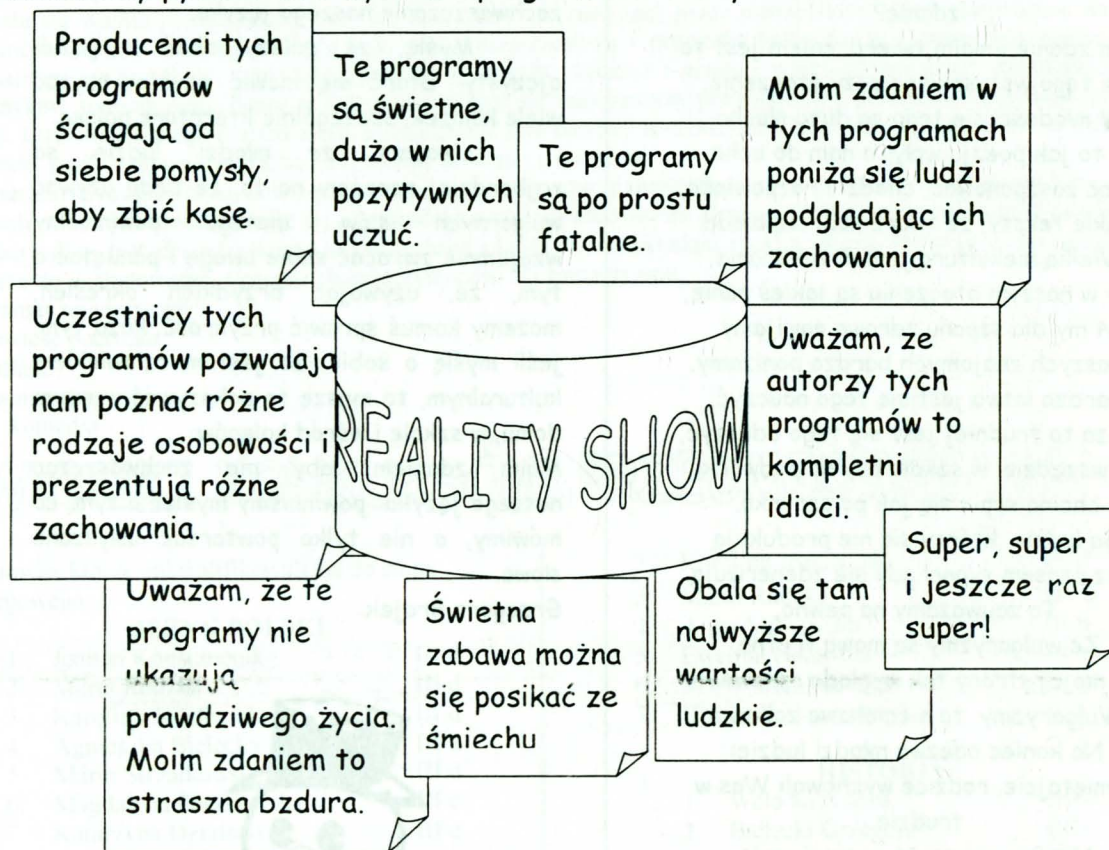 Producenci tych
programów
ściągają od
siebie pomysły,
aby zbić kasę.
Te programy
są świetne,
dużo w nich
pozytywnych
uczuć.
Te programy
są po prostu
fatalne.
Moim zdaniem w
tych programach
poniża się ludzi
podglądając ich
zachowania.
Uczestnicy tych
programów pozwalają
nam poznać różne
rodzaje osobowości i
prezentują różne
zachowania.
REALITY SHOW
Uważam, że
autorzy tych
programów to
kompletni
idioci.
Super, super
i jeszcze raz
super!
Uważam, że te
programy nie
ukazują
prawdziwego życia.
Moim zdaniem to
straszna bzdura.
Świetna
zabawa można
się posikać ze
śmiechu.
Obala się tam
najwyższe
wartości
ludzkie.